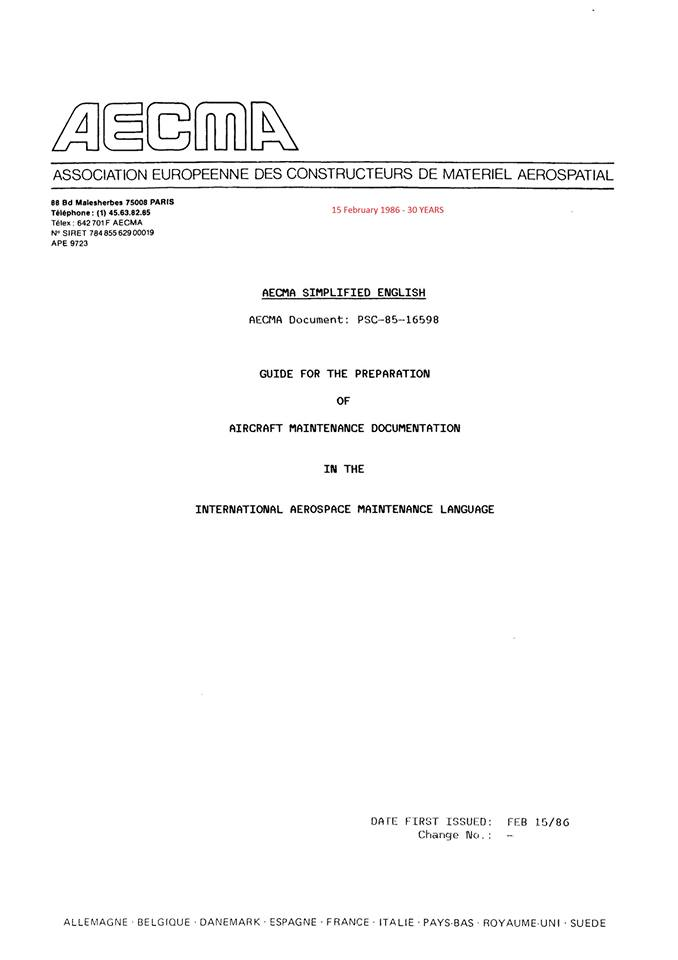 AECMA
ASSOCIATION EUROPEENNE DES CONSTRUCTEURS DE MATERIEL AEROSPATIAL
88 Bd Malesherbes 75008 PARIS
Téléphone : (1) 45.63.82.85
Télex : 642 701 F AECMA
N° SIRET 784 855 629 00019
APE 9723
15 February 1986 - 30 YEARS
AECMA SIMPLIFIED ENGLISH
AECMA Document: PSC-85-16598
GUIDE FOR THE PREPARATION
OF
AIRCRAFT MAINTENANCE DOCUMENTATION
IN THE
INTERNATIONAL AEROSPACE MAINTENANCE LANGUAGE
DATE FIRST ISSUED: FEB 15/86
Change No.: -
ALLEMAGNE · BELGIQUE · DANEMARK · ESPAGNE · FRANCE · ITALIE · PAYS-BAS · ROYAUME-UNI · SUEDE